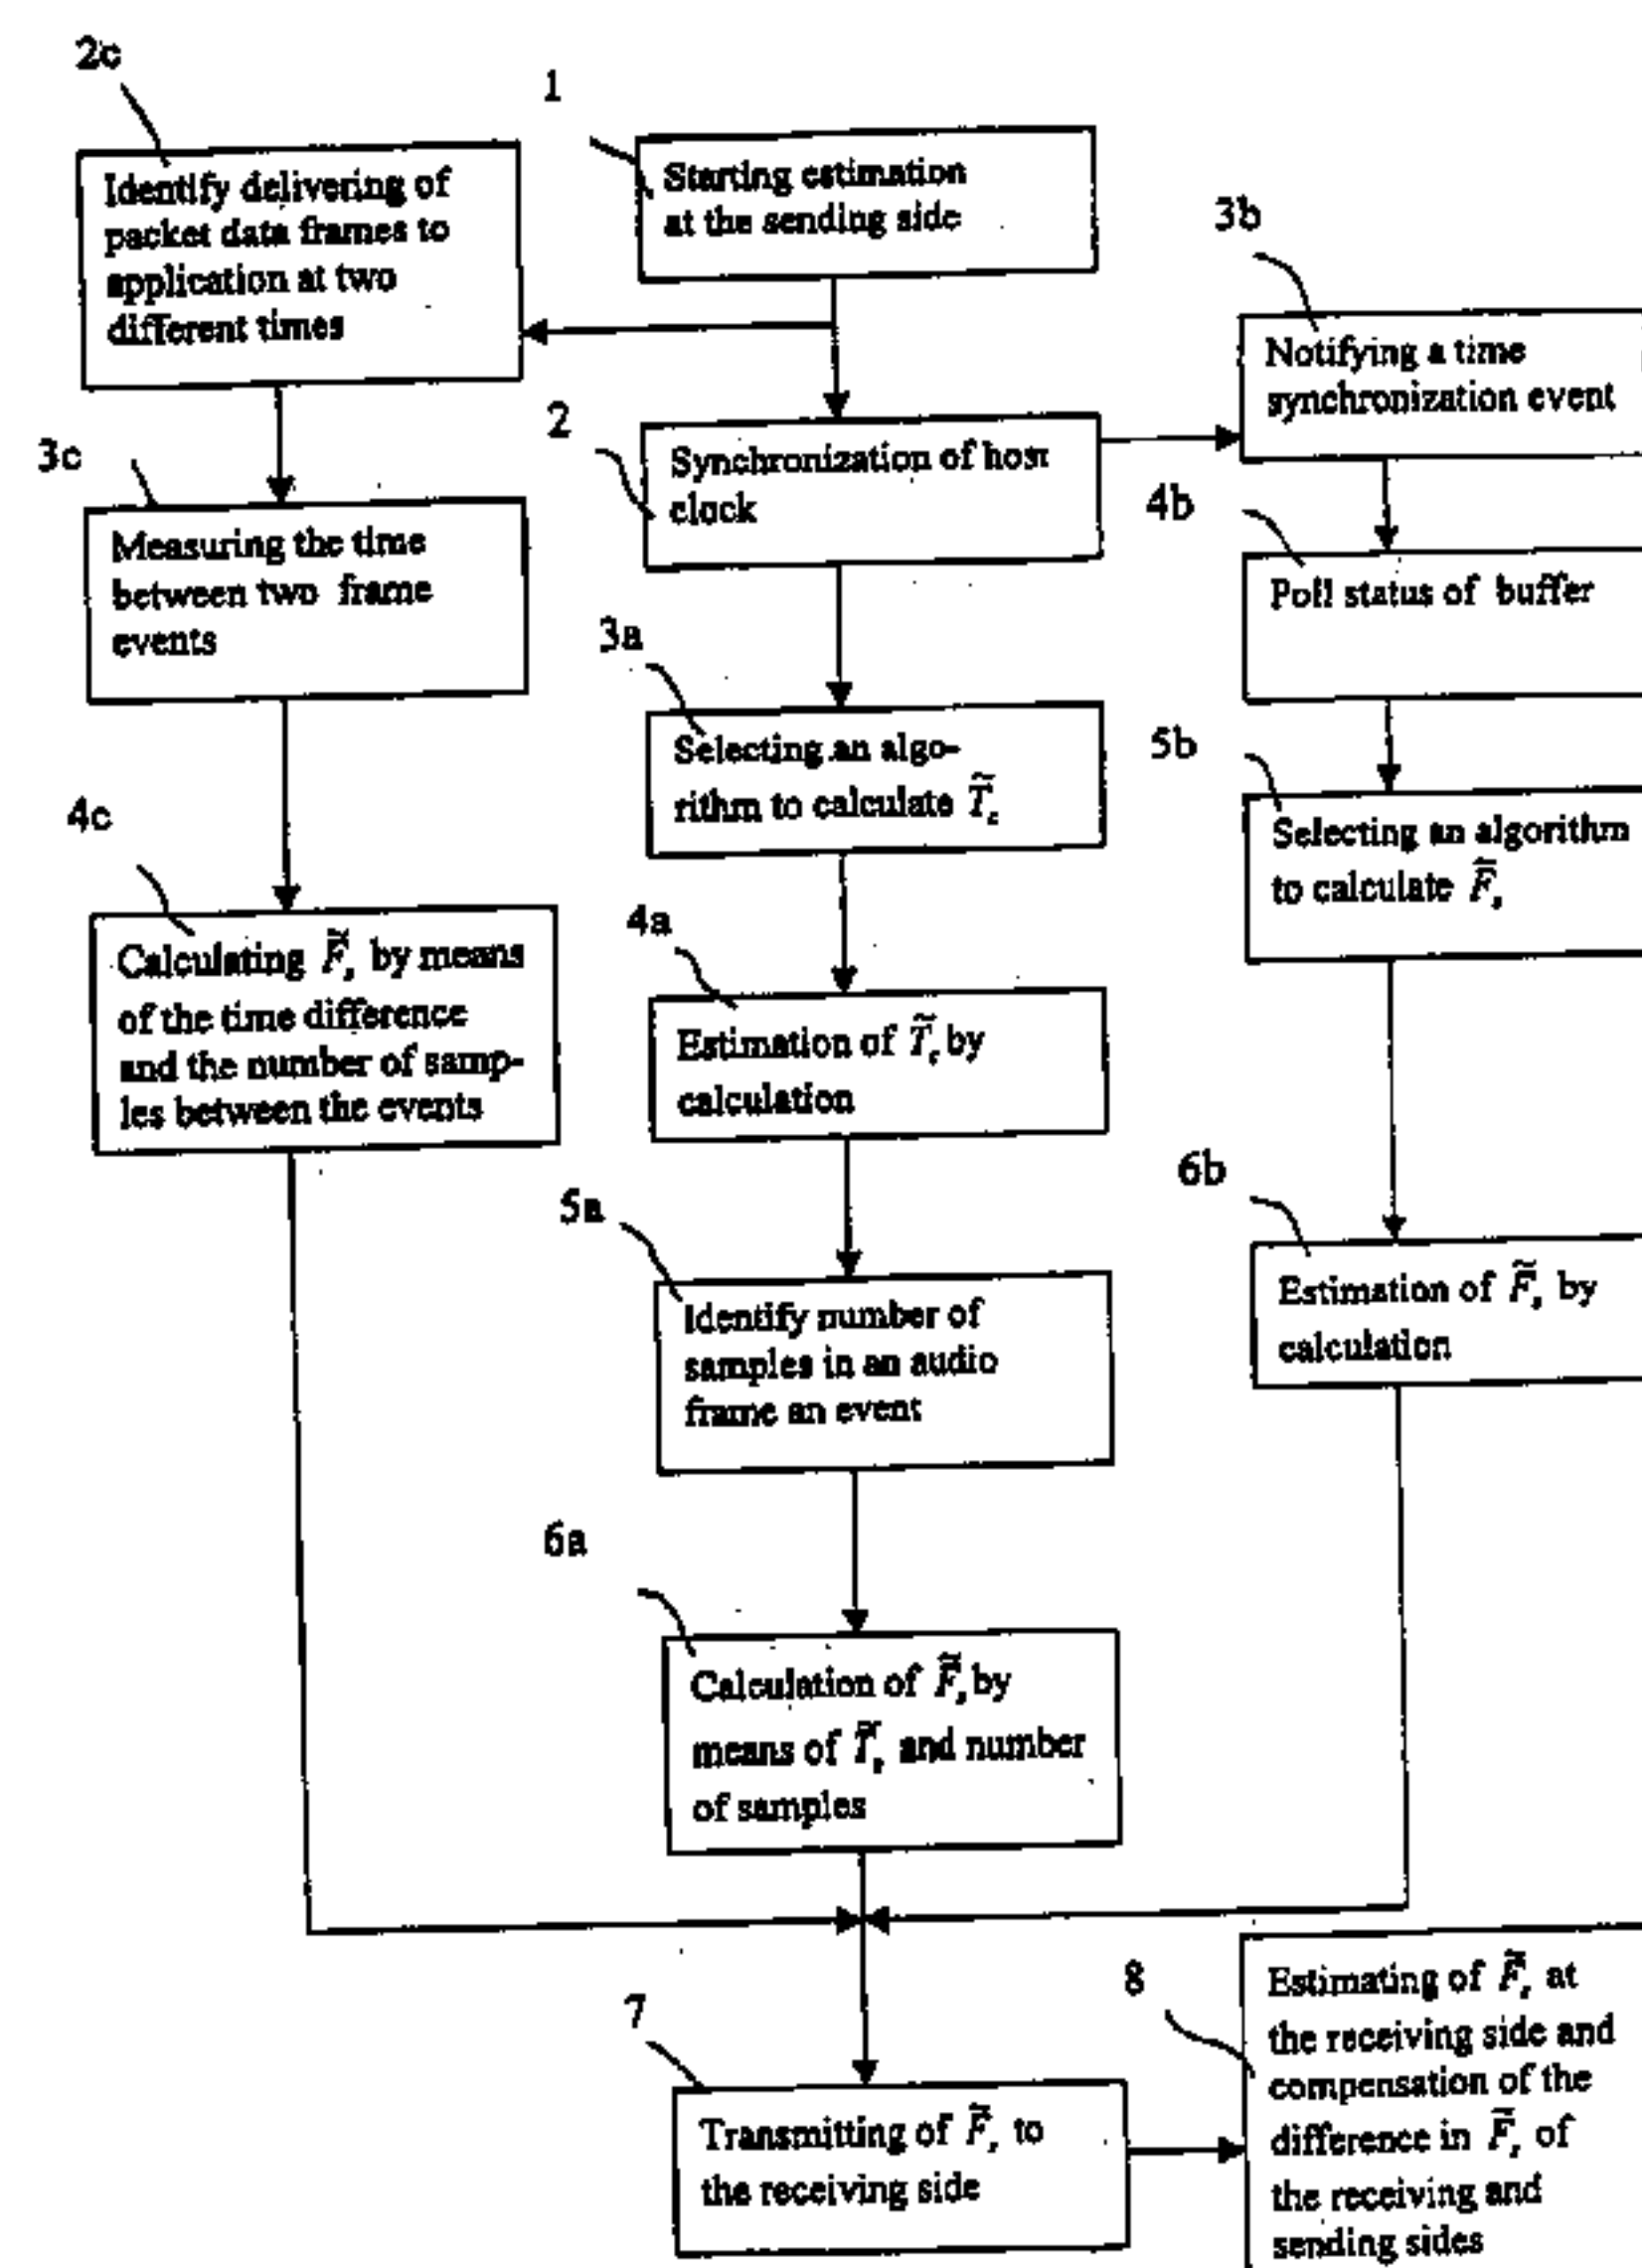 2c
Identify delivering of
packet data frames to
application at two
different times
1
Starting estimation
at the sending side
3b
Notifying a time
synchronization event
2
Synchronization of host
clock
3c
Measuring the time
between two frame
events
4b
Poll status of buffer
3a
Selecting an algo-
rithm to calculate T̃c
5b
Selecting an algorithm
to calculate F̃s
4c
Calculating F̃s by means
of the time difference
and the number of samp-
les between the events
4a
Estimation of T̃c by
calculation
5a
Identify number of
samples in an audio
frame an event
6b
Estimation of F̃s by
calculation
6a
Calculation of F̃s by
means of and number
of samples
7
Transmitting of F̃s to
the receiving side
8
Estimating of F̃s at
the receiving side and
compensation of the
difference in F̃s of
the receiving and
sending sides